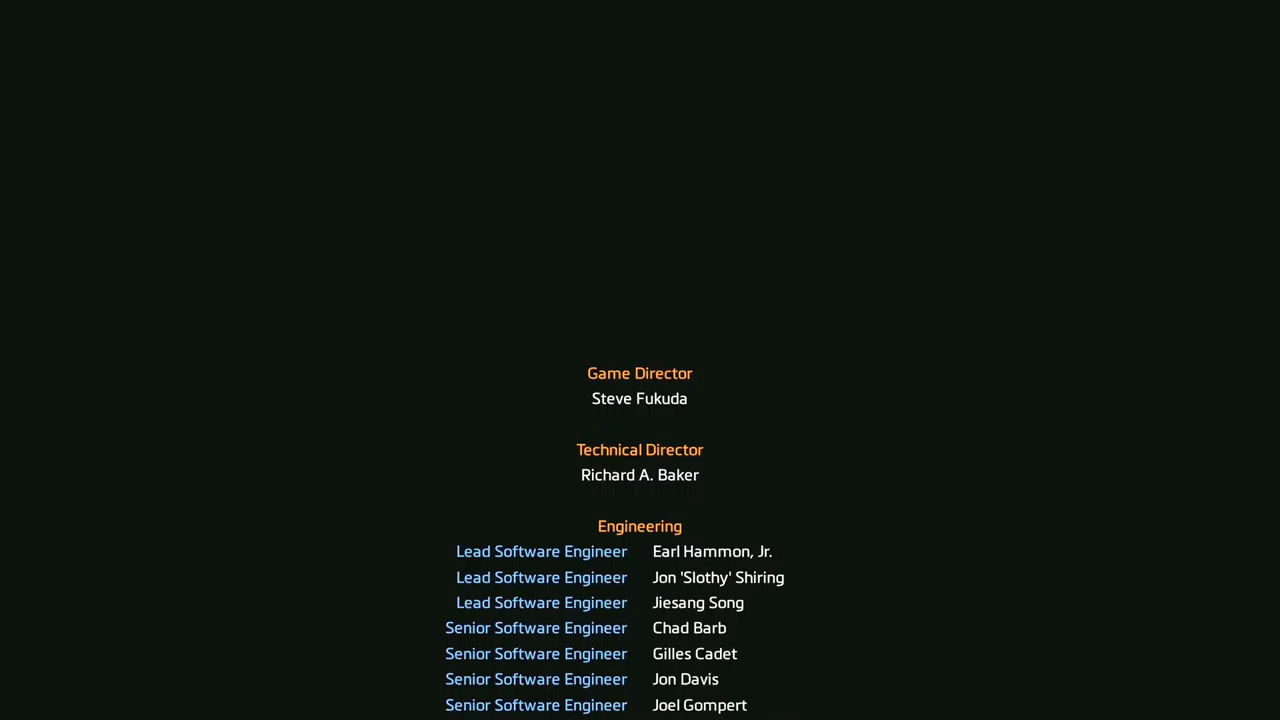 Game Director
Steve Fukuda
Technical Director
Richard A. Baker
Engineering
Lead Software Engineer Earl Hammon, Jr.
Lead Software Engineer Jon 'Slothy' Shiring
Lead Software Engineer Jiesang Song
Senior Software Engineer Chad Barb
Senior Software Engineer Gilles Cadet
Senior Software Engineer Jon Davis
Senior Software Engineer Joel Gompert